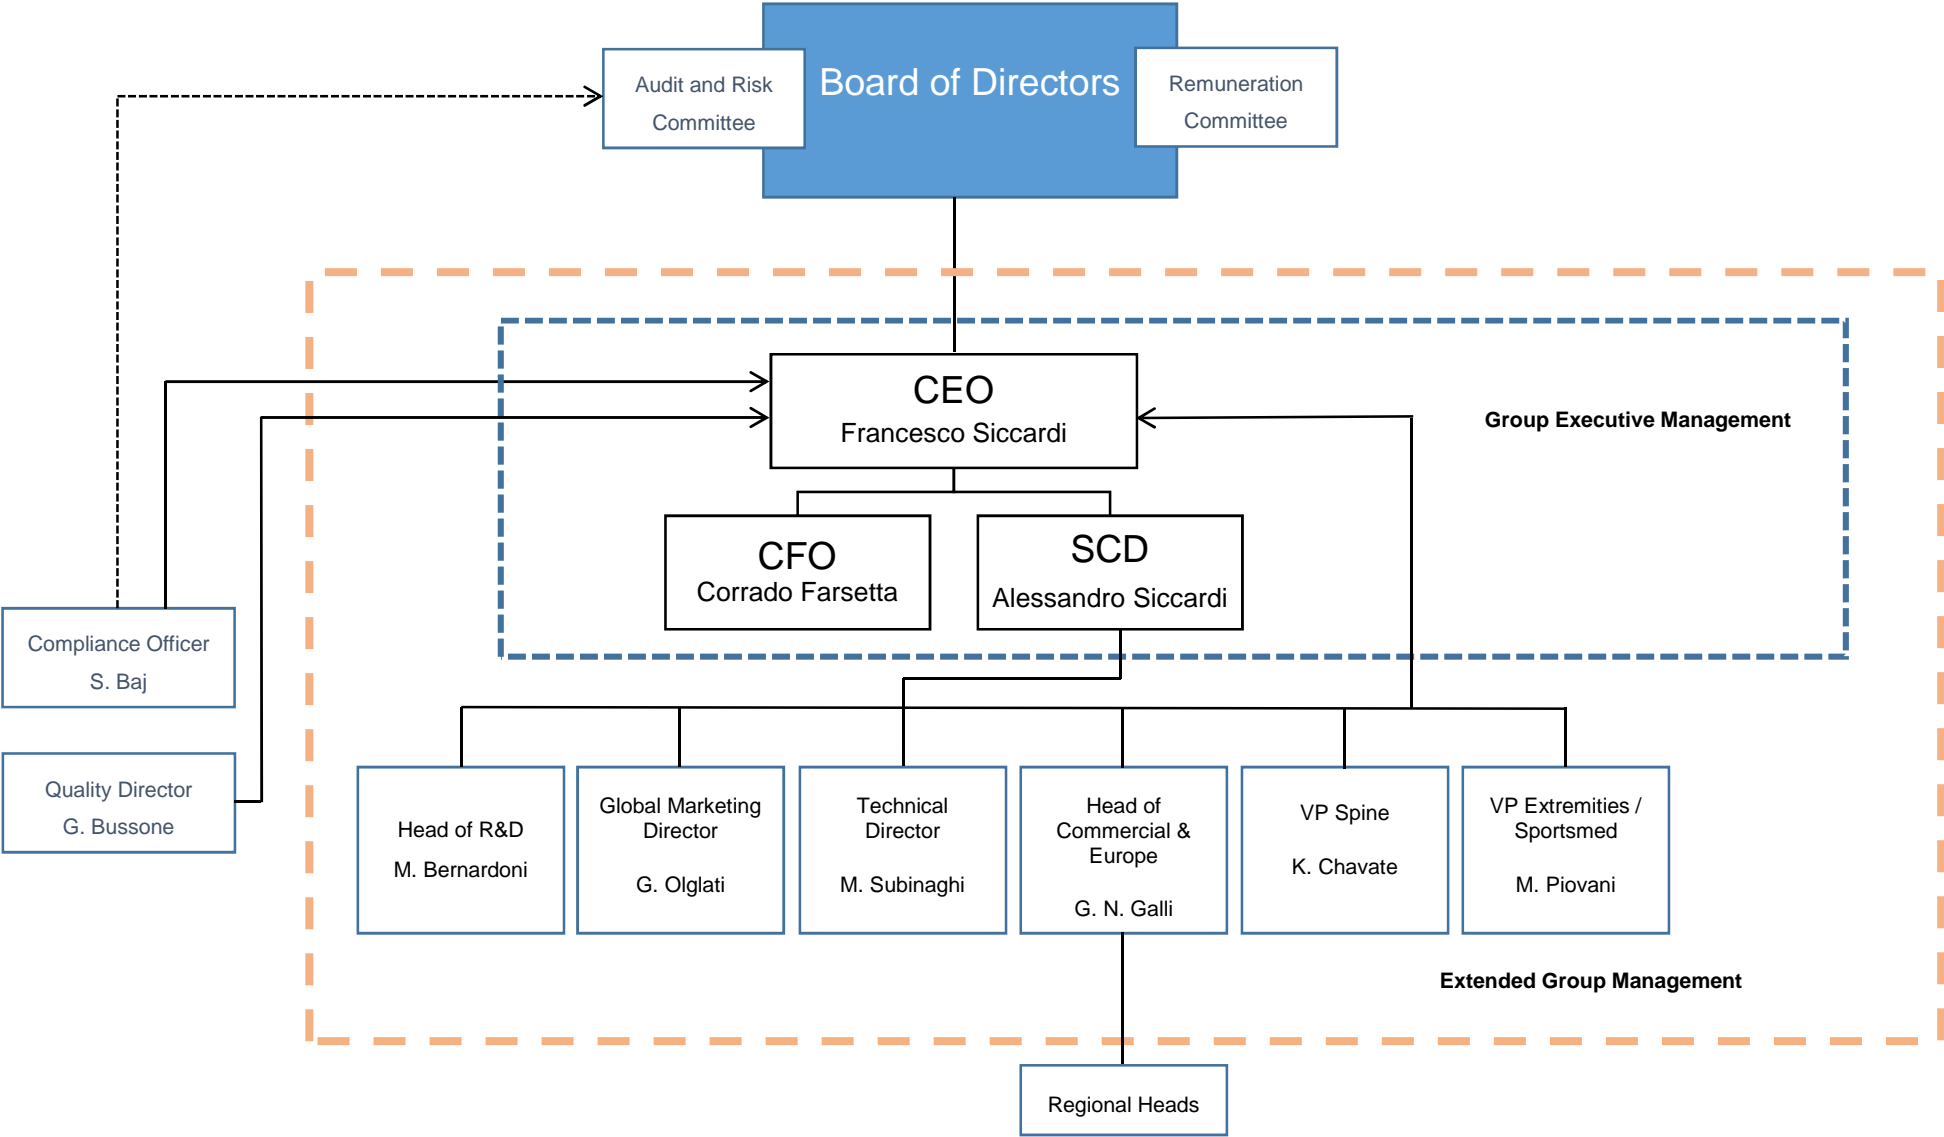 Board of Directors
Audit and Risk
Committee
Remuneration
Committee
CEO
Francesco Siccardi
Group Executive Management
CFO
Corrado Farsetta
SCD
Alessandro Siccardi
Compliance Officer
S. Baj
Quality Director
G. Bussone
Head of R&D
M. Bernardoni
Global Marketing
Director
G. Olglati
Technical
Director
M. Subinaghi
Head of
Commercial &
Europe
G. N. Galli
VP Spine
K. Chavate
VP Extremities /
Sportsmed
M. Piovani
Extended Group Management
Regional Heads